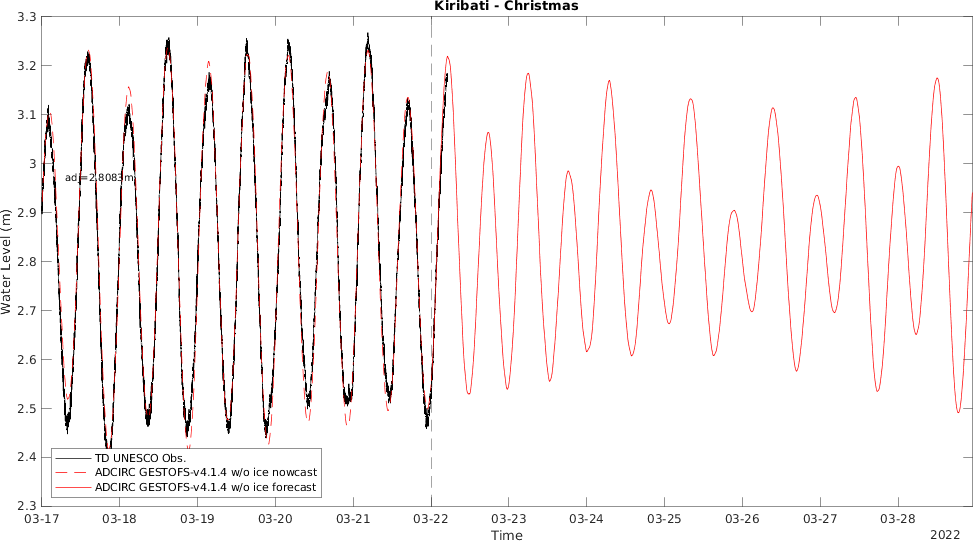 Kiribati - Christmas
3.3
3.2
3.1
3
2.9
2.8
2.7
2.6
2.5
2.4
2.3
Water Level (m)
adj=2.8083m
TD UNESCO Obs.
ADCIRC GESTOFS-v4.1.4 w/o ice nowcast
ADCIRC GESTOFS-v4.1.4 w/o ice forecast
03-17 03-18 03-19 03-20 03-21 03-22 03-23 03-24 03-25 03-26 03-27 03-28
Time
2022